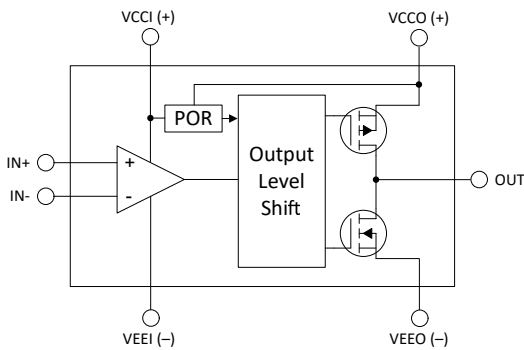 VCCI (+)
VCCO (+)
POR
IN+
+
IN-
-
Output
Level
Shift
OUT
VEEI (–)
VEEO (–)